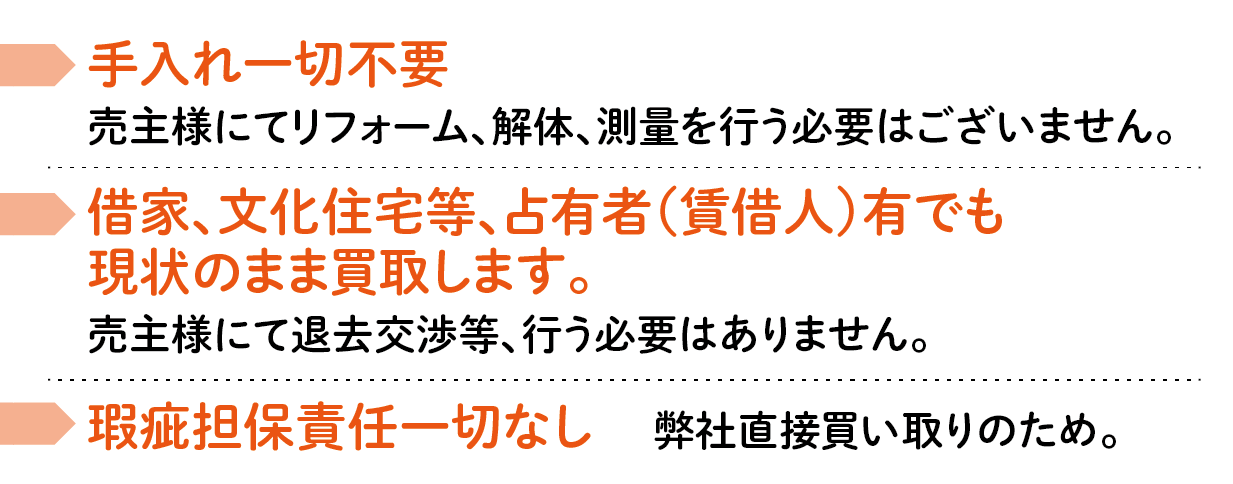 手入れ一切不要
売主様にてリフォーム、解体、測量を行う必要はございません。
借家、文化住宅等、占有者（賃借人）有でも
現状のまま買取します。
売主様にて退去交渉等、行う必要はありません。
瑕疵担保責任一切なし 弊社直接買い取りのため。